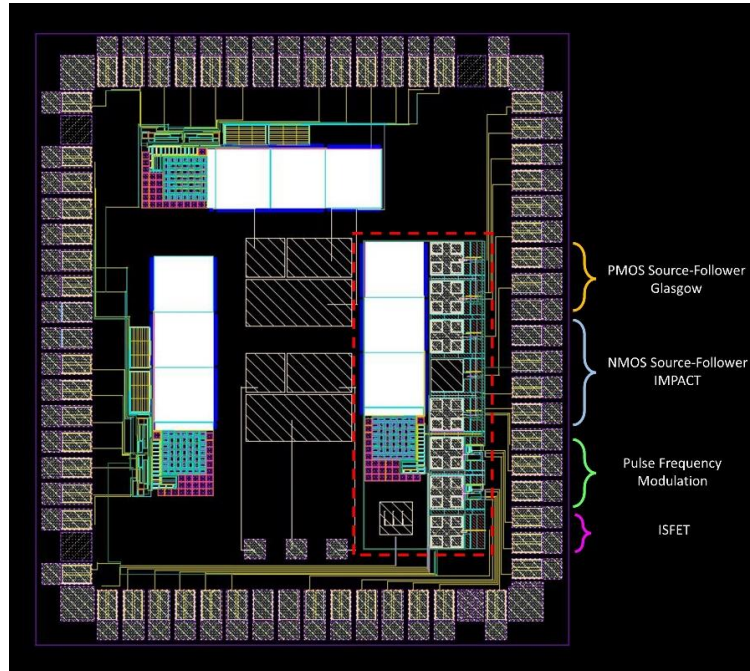 PMOS Source-Follower
Glasgow
NMOS Source-Follower
IMPACT
Pulse Frequency
Modulation
ISFET